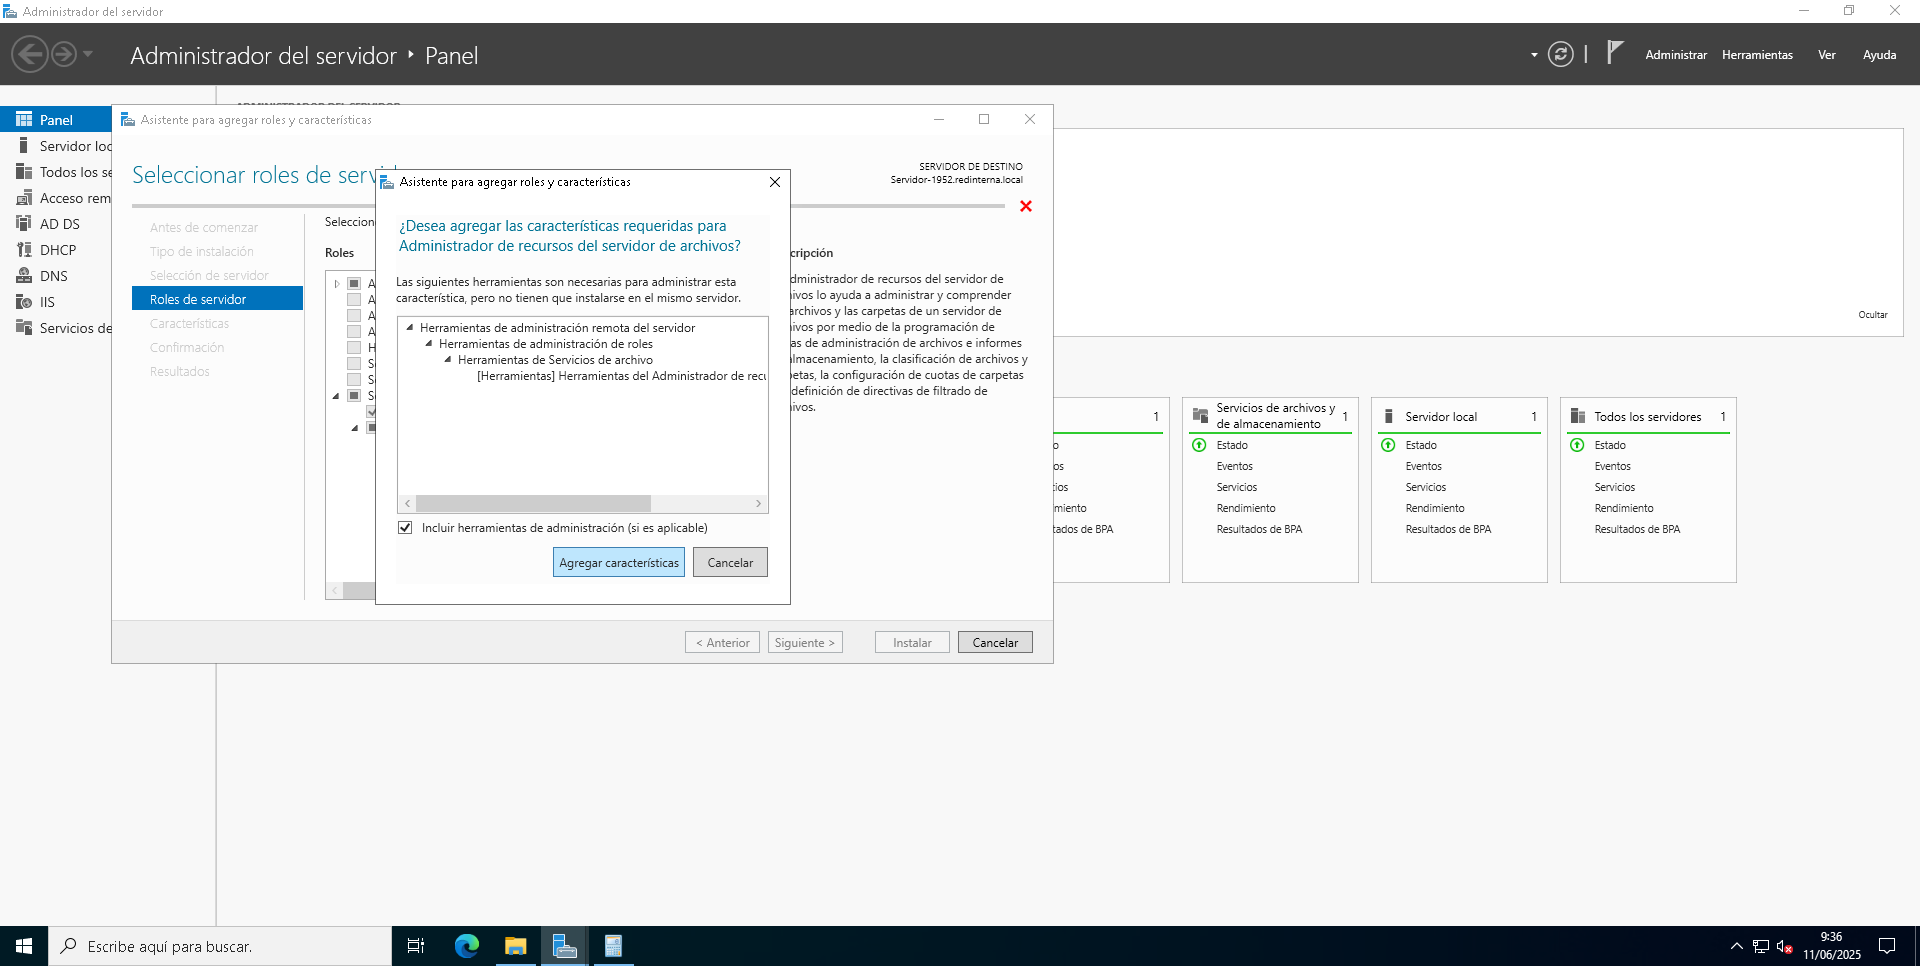 Administrador del servidor
Administrador del servidor ‣ Panel
Administrar Herramientas Ver Ayuda
Panel
Servidor loc
Todos los se
Acceso rem
AD DS
DHCP
DNS
IIS
Servicios de
Asistente para agregar roles y características
Seleccionar roles de serv
SERVIDOR DE DESTINO
Servidor-1952.redinterna.local
Antes de comenzar
Tipo de instalación
Selección de servidor
Roles de servidor
Características
Confirmación
Resultados
Seleccion
Roles
Asistente para agregar roles y características
¿Desea agregar las características requeridas para
Administrador de recursos del servidor de archivos?
Las siguientes herramientas son necesarias para administrar esta
característica, pero no tienen que instalarse en el mismo servidor.
Herramientas de administración remota del servidor
Herramientas de administración de roles
Herramientas de Servicios de archivo
[Herramientas] Herramientas del Administrador de recu
Incluir herramientas de administración (si es aplicable)
Agregar características
Cancelar
cripción
dministrador de recursos del servidor de
ivos lo ayuda a administrar y comprender
archivos y las carpetas de un servidor de
ivos por medio de la programación de
as de administración de archivos e informes
lmacenamiento, la clasificación de archivos y
petas, la configuración de cuotas de carpetas
definición de directivas de filtrado de
ivos.
< Anterior
Siguiente >
Instalar
Cancelar
Ocultar
1
o
os
ios
miento
tados de BPA
Servicios de archivos y
de almacenamiento
1
Estado
Eventos
Servicios
Rendimiento
Resultados de BPA
Servidor local 1
Estado
Eventos
Servicios
Rendimiento
Resultados de BPA
Todos los servidores 1
Estado
Eventos
Servicios
Rendimiento
Resultados de BPA
Escribe aquí para buscar.
9:36
11/06/2025